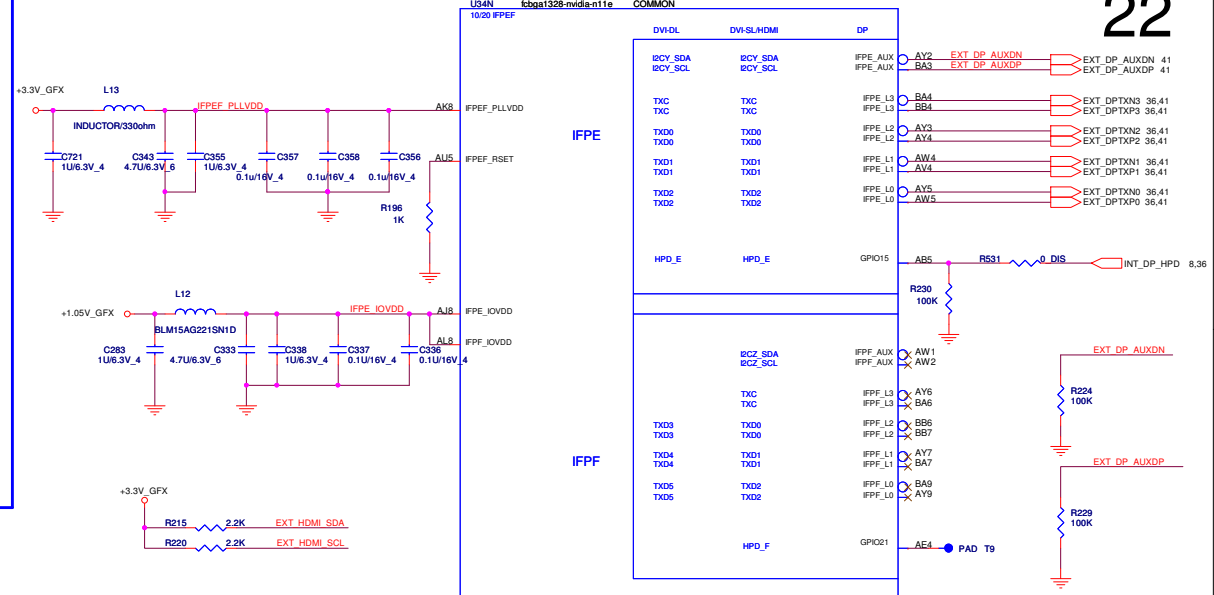 U34N fcbga1328-nvidia-n11e COMMON
22
10/20 IFPEF
DVI-DL DVI-SL/HDMI DP
I2CY_SDA I2CY_SDA IFPE_AUX AY2 EXT_DP_AUXDN EXT_DP_AUXDN 41
I2CY_SCL I2CY_SCL IFPE_AUX BA3 EXT_DP_AUXDP EXT_DP_AUXDP 41
+3.3V_GFX L13
INDUCTOR/330ohm
IFPEF_PLLVDD AK8 IFPEF_PLLVDD
TXC TXC IFPE_L3 BA4 EXT_DPTXN3 36,41
TXC TXC IFPE_L3 BB4 EXT_DPTXP3 36,41
IFPE
TXD0 TXD0 IFPE_L2 AY3 EXT_DPTXN2 36,41
TXD0 TXD0 IFPE_L2 AY4 EXT_DPTXP2 36,41
C721 C343 C355 C357 C358 C356
1U/6.3V_4 4.7U/6.3V_6 1U/6.3V_4 0.1u/16V_4 0.1u/16V_4 0.1u/16V_4
AU5 IFPEF_RSET
TXD1 TXD1 IFPE_L1 AW4 EXT_DPTXN1 36,41
TXD1 TXD1 IFPE_L1 AV4 EXT_DPTXP1 36,41
TXD2 TXD2 IFPE_L0 AY5 EXT_DPTXN0 36,41
TXD2 TXD2 IFPE_L0 AW5 EXT_DPTXP0 36,41
R196
1K
HPD_E HPD_E GPIO15 AB5 R531 0_DIS INT_DP_HPD 8,36
R230
100K
+1.05V_GFX L12
BLM15AG221SN1D
IFPE_IOVDD AJ8 IFPE_IOVDD
AL8 IFPF_IOVDD
C283 C333 C338 C337 C336
1U/6.3V_4 4.7U/6.3V_6 1U/6.3V_4 0.1U/16V_4 0.1U/16V_4
I2CZ_SDA IFPF_AUX AW1
I2CZ_SCL IFPF_AUX AW2
EXT_DP_AUXDN
R224
100K
TXC IFPF_L3 AY6
TXC IFPF_L3 BA6
TXD3 TXD0 IFPF_L2 BB6
TXD3 TXD0 IFPF_L2 BB7
IFPF
TXD4 TXD1 IFPF_L1 AY7
TXD4 TXD1 IFPF_L1 BA7
EXT_DP_AUXDP
TXD5 TXD2 IFPF_L0 BA9
TXD5 TXD2 IFPF_L0 AY9
R229
100K
+3.3V_GFX
R215 2.2K EXT_HDMI_SDA
R220 2.2K EXT_HDMI_SCL
HPD_F GPIO21 AE4 PAD T9